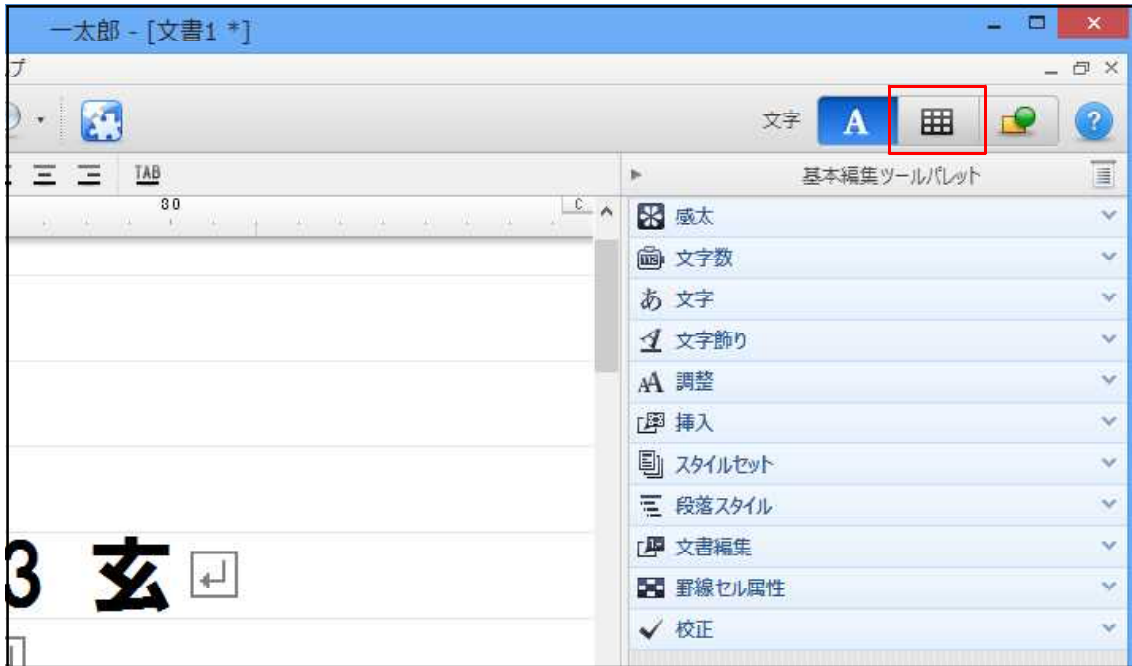 一太郎 - [文書1 *]
プ
文字 A
TAB
基本編集ツールパレット
30
感太
文字数
あ 文字
文字飾り
AA 調整
挿入
スタイルセット
段落スタイル
文書編集
罫線セル属性
校正
3 玄